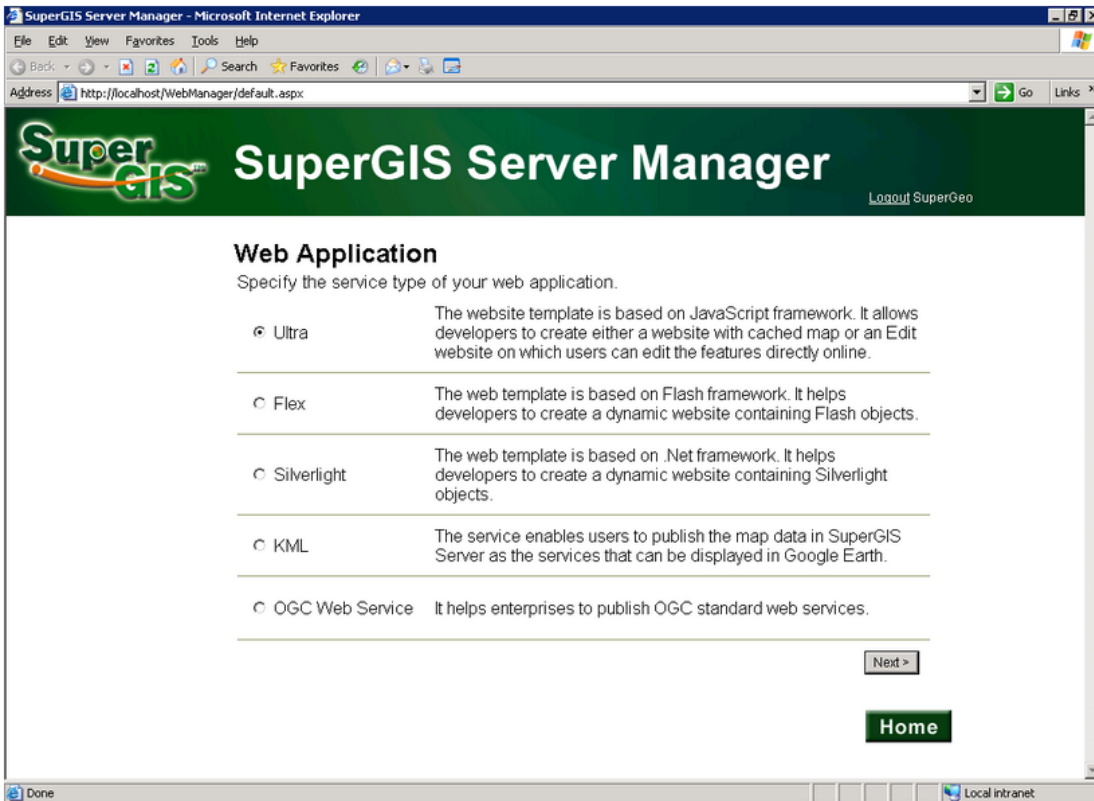 SuperGIS Server Manager - Microsoft Internet Explorer
File Edit View Favorites Tools Help
Back Search Favorites
Address http://localhost/WebManager/default.aspx Go Links »
Super GIS
SuperGIS Server Manager
Logout SuperGeo
Web Application
Specify the service type of your web application.
Ultra
The website template is based on JavaScript framework. It allows
developers to create either a website with cached map or an Edit
website on which users can edit the features directly online.
Flex
The web template is based on Flash framework. It helps
developers to create a dynamic website containing Flash objects.
Silverlight
The web template is based on .Net framework. It helps
developers to create a dynamic website containing Silverlight
objects.
KML
The service enables users to publish the map data in SuperGIS
Server as the services that can be displayed in Google Earth.
OGC Web Service
It helps enterprises to publish OGC standard web services.
Next >
Home
Done
Local intranet